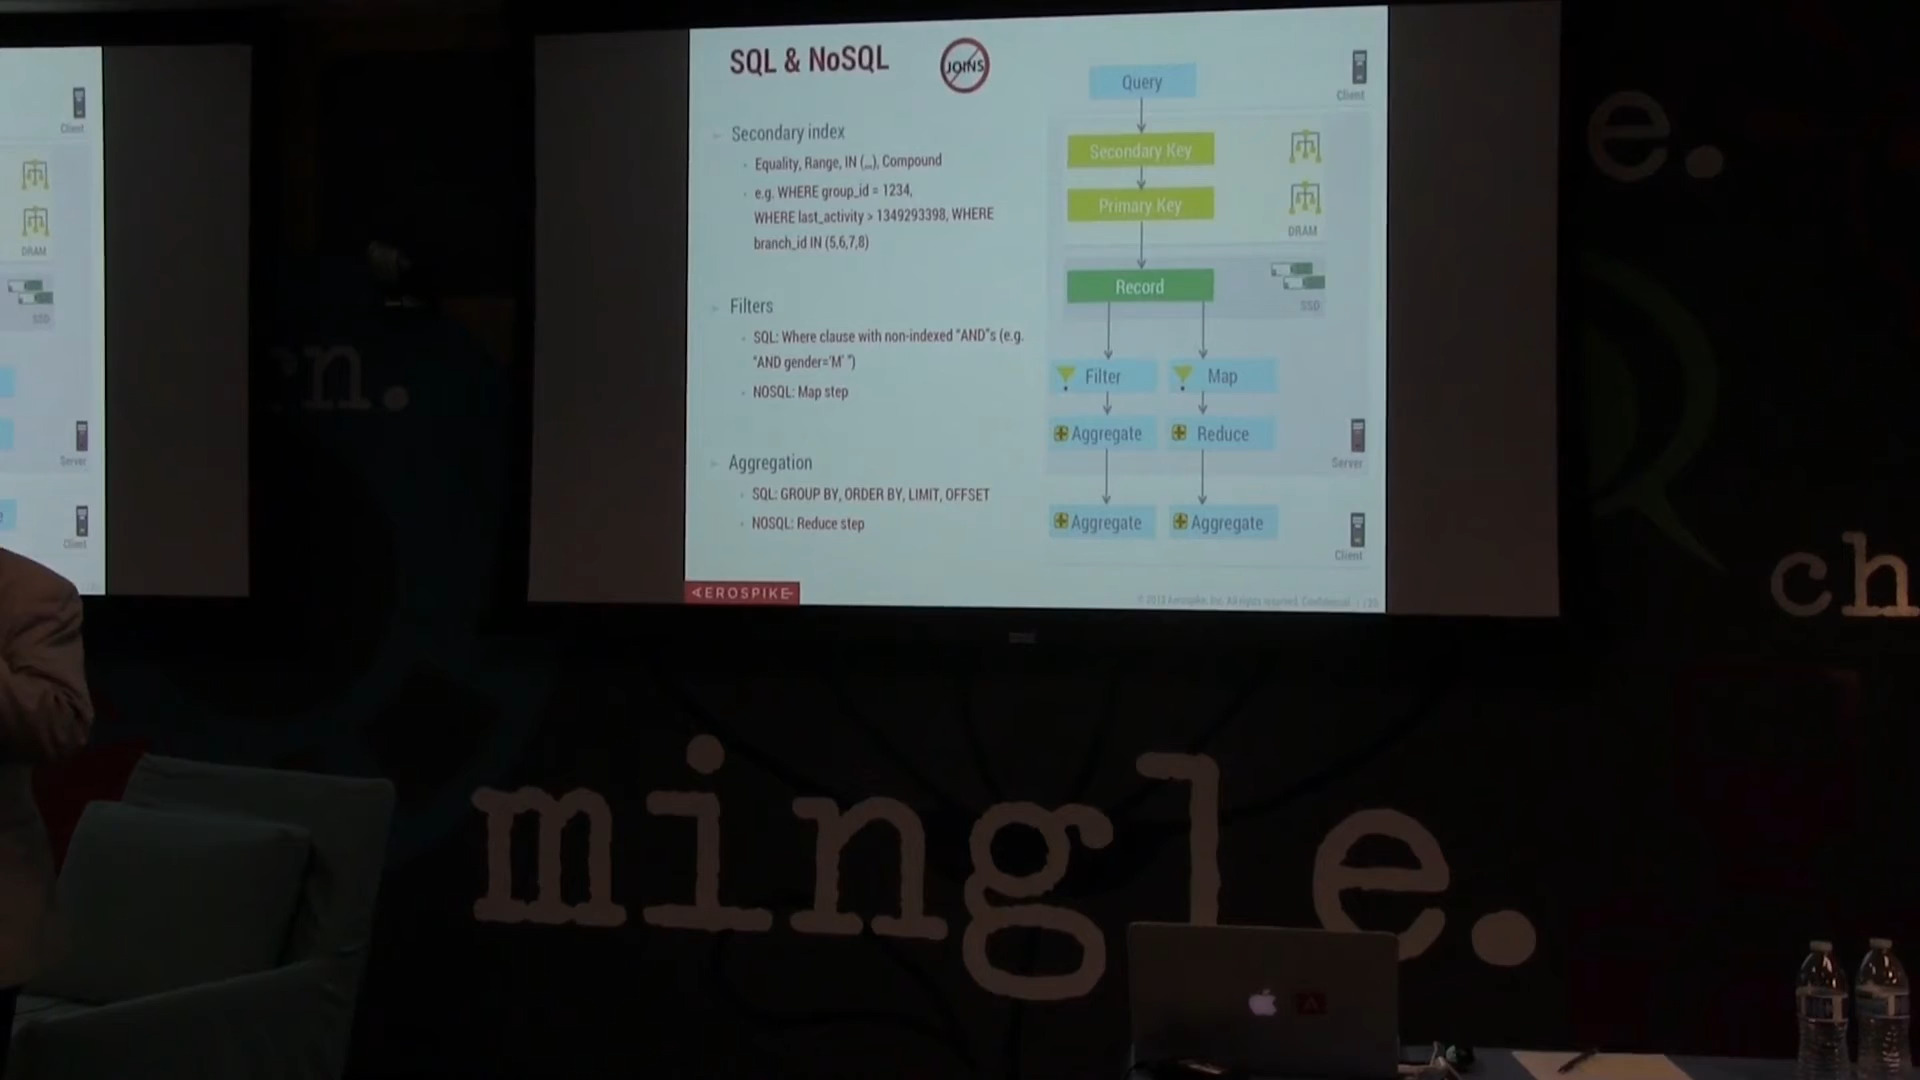 SQL & NoSQL
JOINS
Secondary index
Equality, Range, IN (...), Compound
e.g. WHERE group_id = 1234,
WHERE last_activity > 1349293398, WHERE
branch_id IN (5,6,7,8)
Filters
SQL: Where clause with non-indexed "AND"s (e.g.
"AND gender='M' ")
NOSQL: Map step
Aggregation
SQL: GROUP BY, ORDER BY, LIMIT, OFFSET
NOSQL: Reduce step
AEROSPIKE
Query
Client
Secondary Key
Primary Key
DRAM
Record
SSD
Filter
Map
Aggregate
Reduce
Server
Aggregate
Aggregate
Client
Client
DRAM
SSD
Server
Client
e.
rn.
ch
mingle.